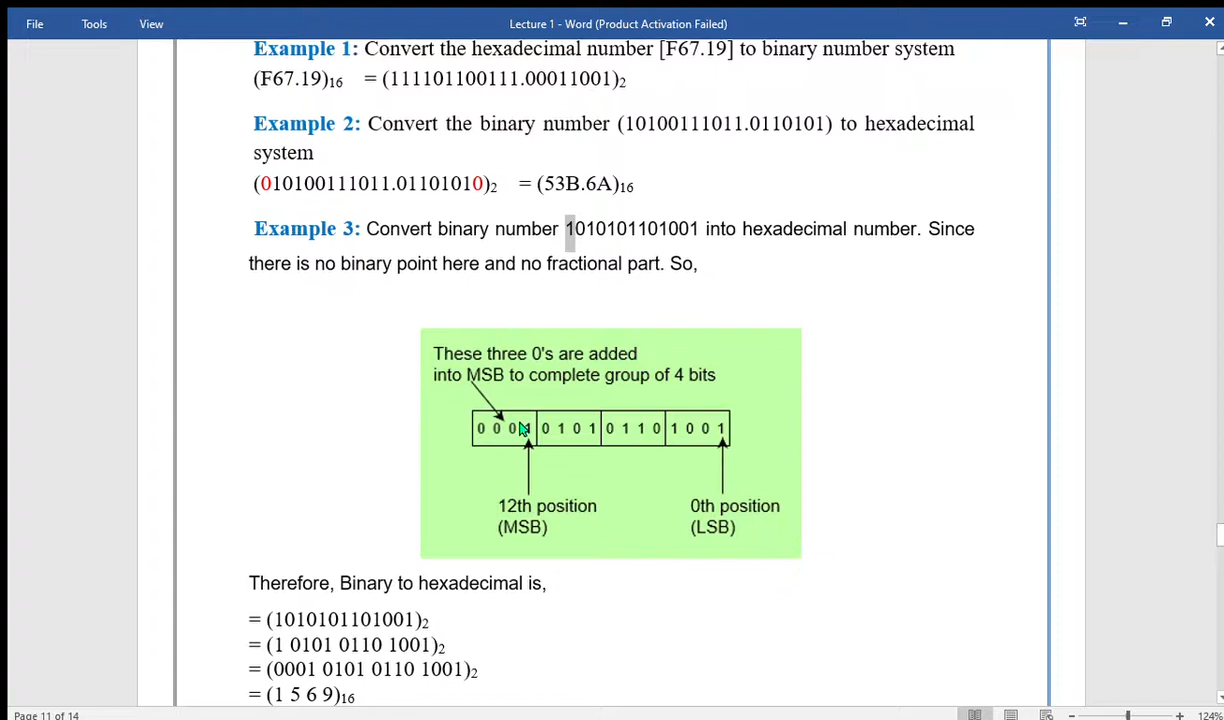 File Tools View Lecture 1 - Word (Product Activation Failed)
Example 1: Convert the hexadecimal number [F67.19] to binary number system
(F67.19)16 = (111101100111.00011001)2
Example 2: Convert the binary number (10100111011.0110101) to hexadecimal
system
(010100111011.01101010)2 = (53B.6A)16
Example 3: Convert binary number 1010101101001 into hexadecimal number. Since
there is no binary point here and no fractional part. So,
These three 0's are added
into MSB to complete group of 4 bits
0 0 0 1 0 1 0 1 0 1 1 0 1 0 0 1
12th position 0th position
(MSB) (LSB)
Therefore, Binary to hexadecimal is,
= (1010101101001)2
= (1 0101 0110 1001)2
= (0001 0101 0110 1001)2
= (1 5 6 9)16
Page 11 of 14 124%